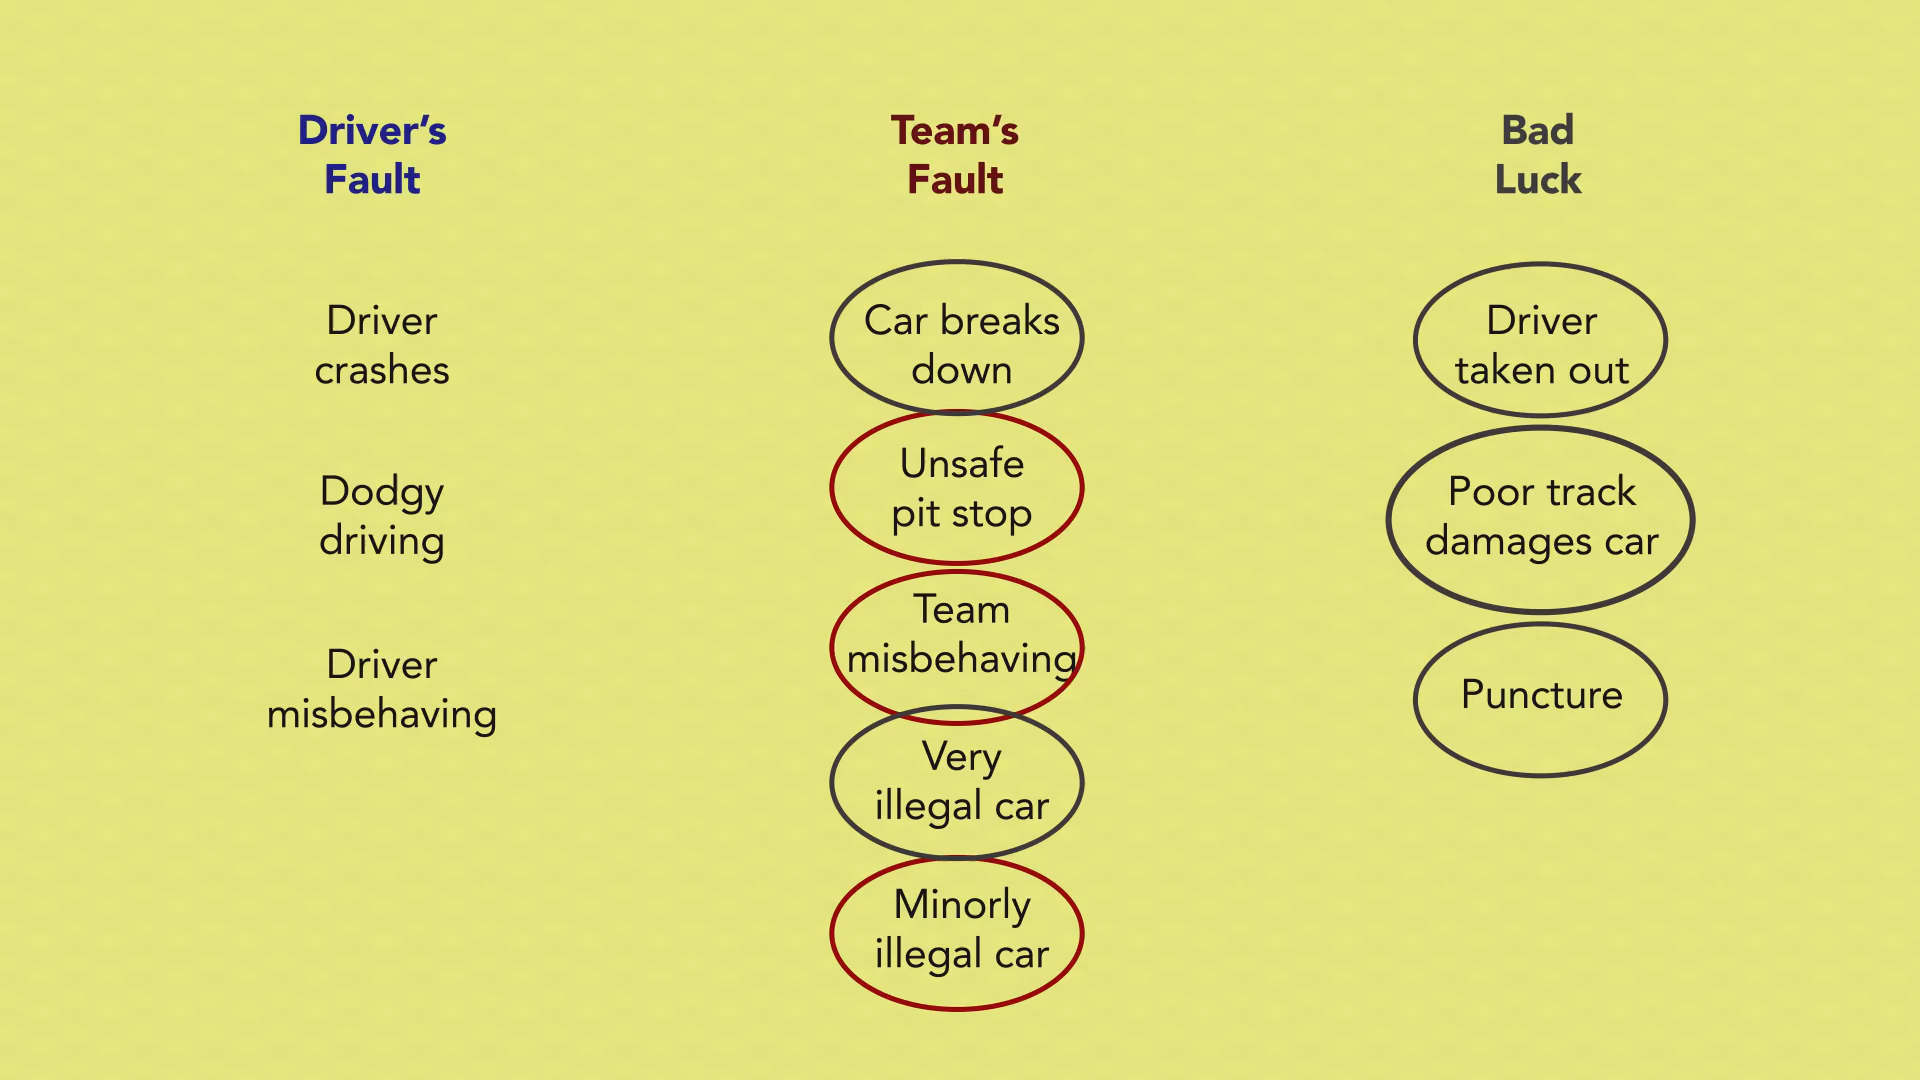 Driver’s
Fault
Driver
crashes
Dodgy
driving
Driver
misbehaving
Team’s
Fault
Car breaks
down
Unsafe
pit stop
Team
misbehaving
Very
illegal car
Minorly
illegal car
Bad
Luck
Driver
taken out
Poor track
damages car
Puncture